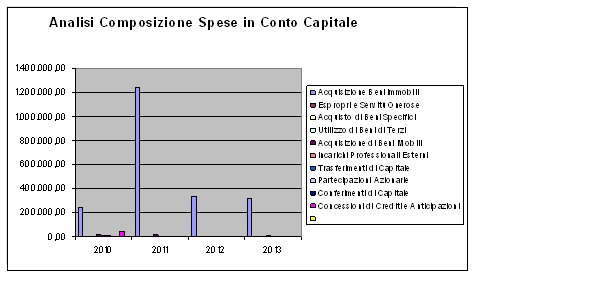 Analisi Composizione Spese in Conto Capitale
1.400.000,00
1.200.000,00
1.000.000,00
800.000,00
600.000,00
400.000,00
200.000,00
0,00
2010 2011 2012 2013
Acquisizione Beni Immobili
Espropri e Servitù Onerose
Acquisto di Beni Specifici
Utilizzo di Beni di Terzi
Acquisizione di Beni Mobili
Incarichi Professionali Esterni
Trasferimenti di Capitale
Partecipazioni Azionarie
Conferimenti di Capitale
Concessioni di Crediti e Anticipazioni